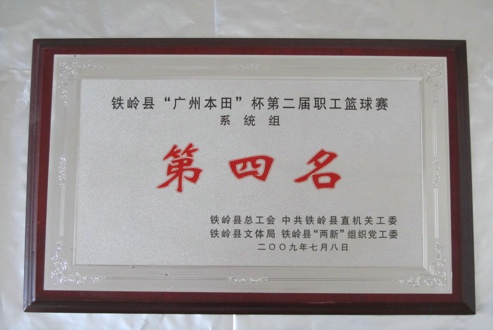 铁岭县“广州本田”杯第二届职工篮球赛
系统组
第四名
铁岭县总工会 中共铁岭县直机关工委
铁岭县文体局 铁岭县“两新”组织党工委
二〇〇九年七月八日